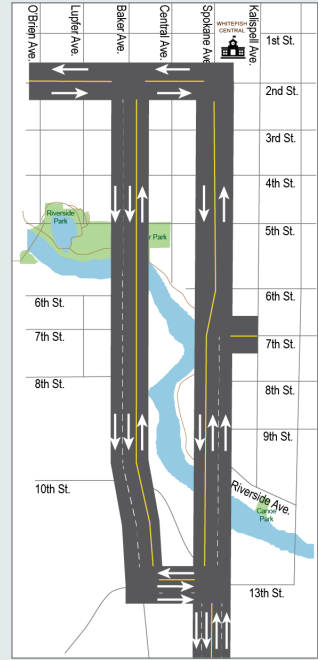 O'Brien Ave.
Lupfer Ave.
Baker Ave.
Central Ave.
Spokane Ave.
Kalispell Ave.
WHITEFISH
CENTRAL
1st St.
2nd St.
3rd St.
4th St.
Riverside
Park
r Park
5th St.
6th St.
6th St.
7th St.
7th St.
8th St.
8th St.
9th St.
10th St.
Riverside Ave.
Canoe
Park
13th St.